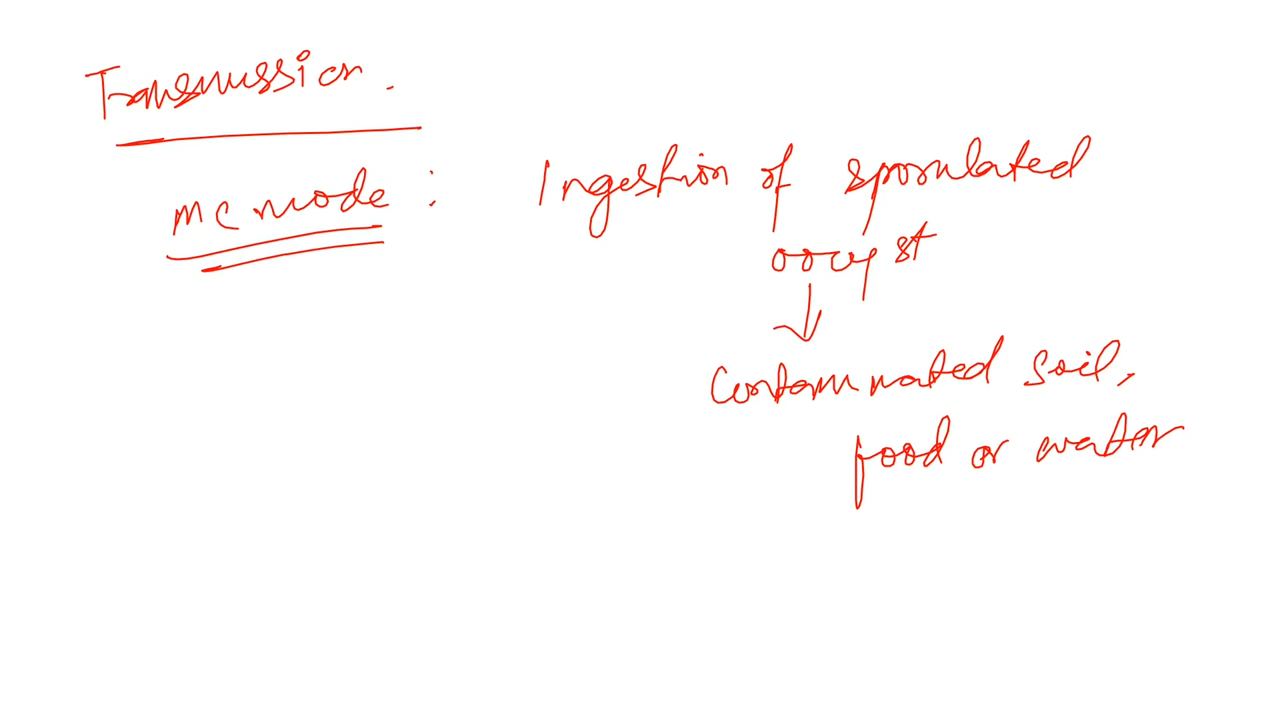 Transmission.
MC mode : Ingestion of sporulated
oocyst
↓
Contaminated soil,
food or water